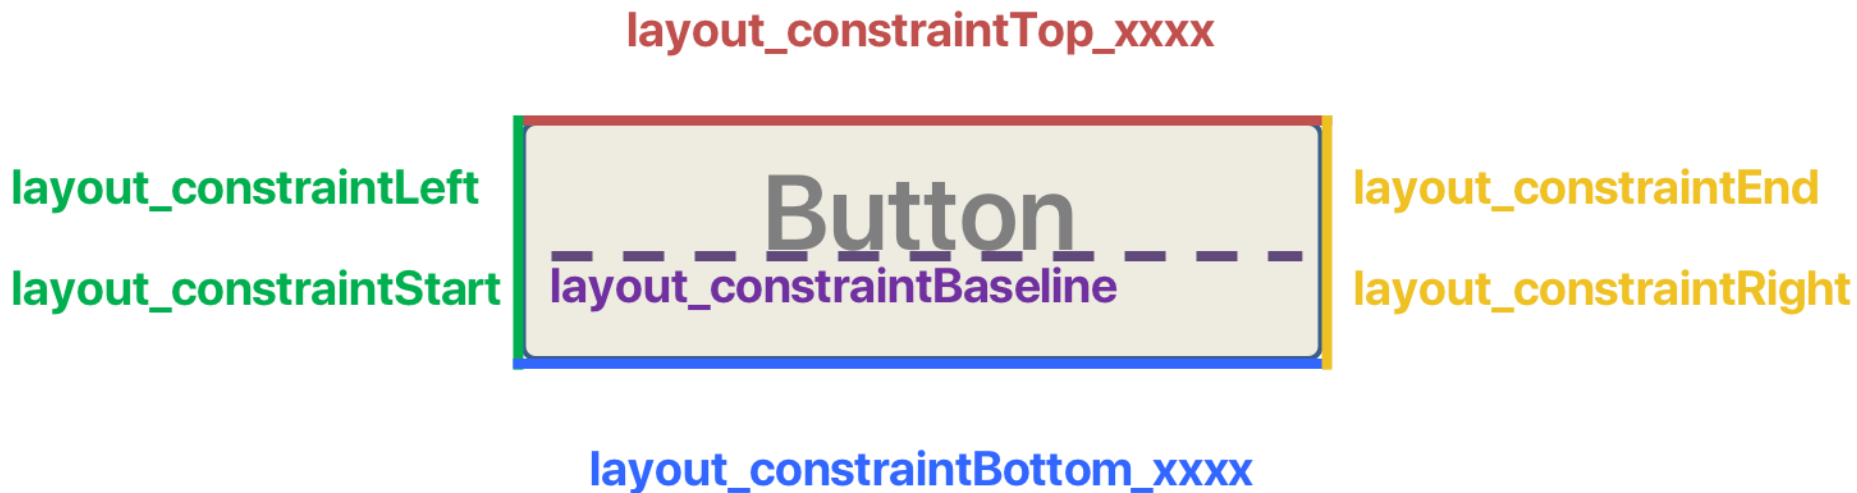 layout_constraintTop_xxxx
layout_constraintLeft
Button
layout_constraintEnd
layout_constraintStart
layout_constraintBaseline
layout_constraintRight
layout_constraintBottom_xxxx